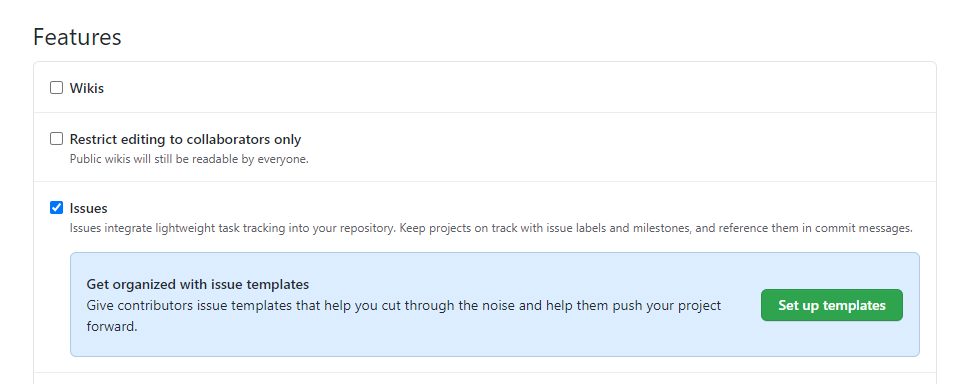 Features
Wikis
Restrict editing to collaborators only
Public wikis will still be readable by everyone.
Issues
Issues integrate lightweight task tracking into your repository. Keep projects on track with issue labels and milestones, and reference them in commit messages.
Get organized with issue templates
Give contributors issue templates that help you cut through the noise and help them push your project
forward.
Set up templates